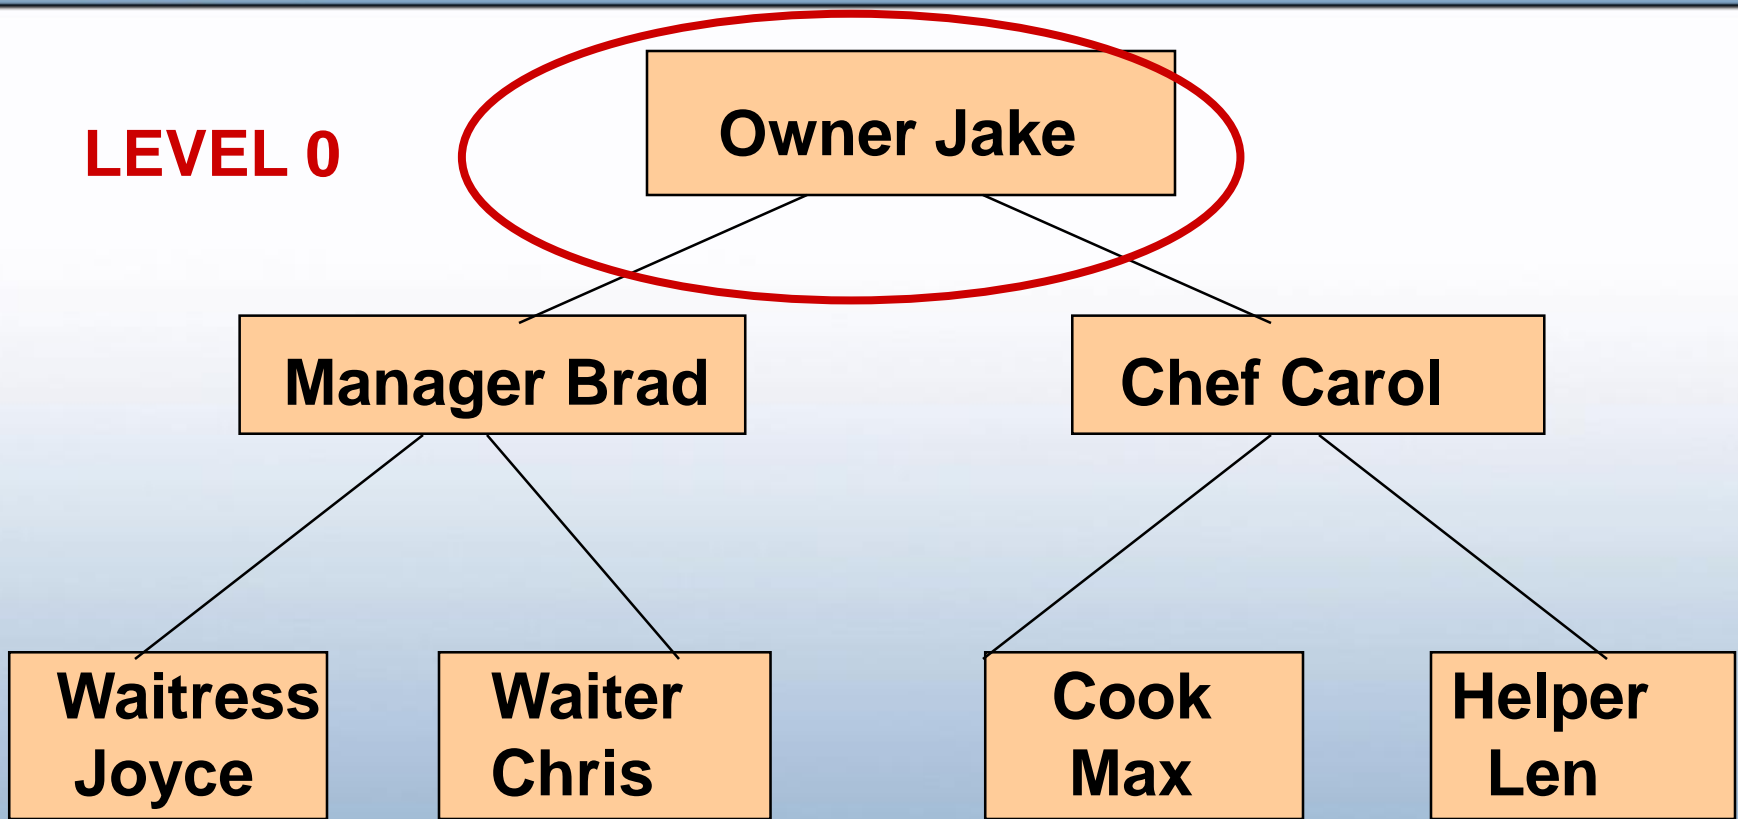 Owner Jake
LEVEL 0
Manager Brad
Chef Carol
Waitress
Joyce
Waiter
Chris
Cook
Max
Helper
Len